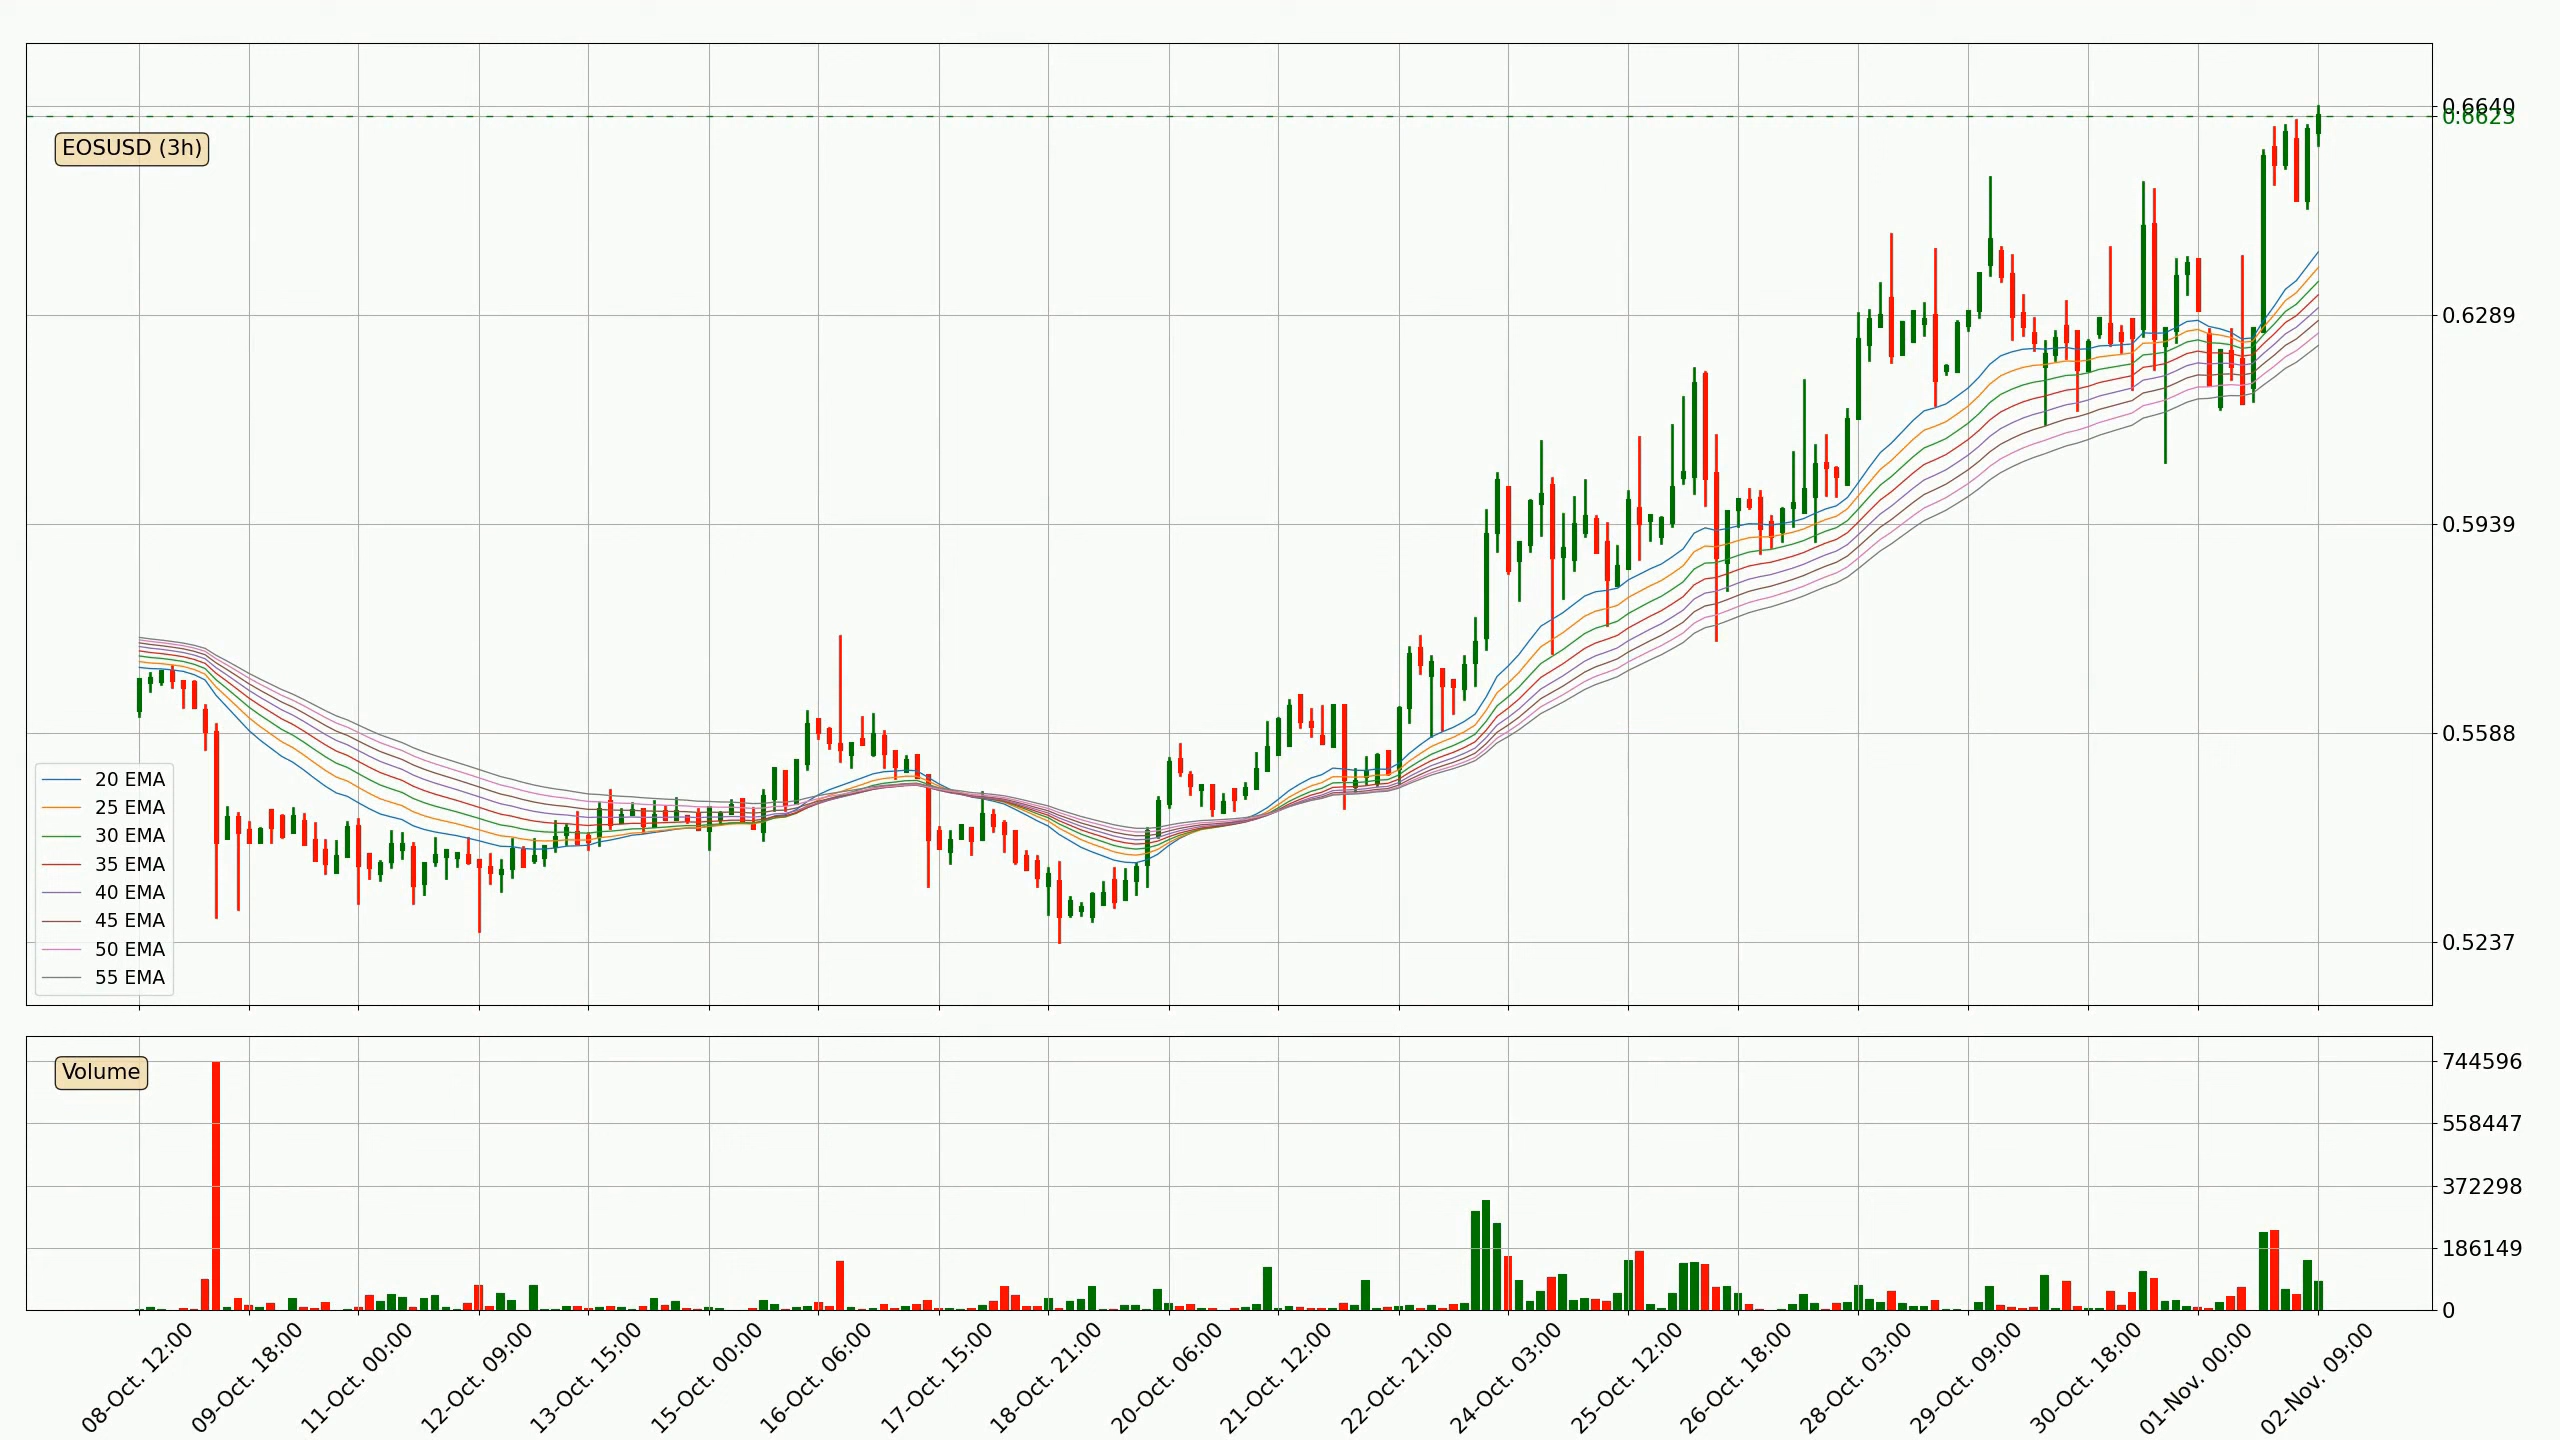 EOSUSD (3h)
0.6640
0.6623
0.6289
0.5939
0.5588
0.5237
20 EMA
25 EMA
30 EMA
35 EMA
40 EMA
45 EMA
50 EMA
55 EMA
Volume
744596
558447
372298
186149
0
08-Oct. 12:00
09-Oct. 18:00
11-Oct. 00:00
12-Oct. 09:00
13-Oct. 15:00
15-Oct. 00:00
16-Oct. 06:00
17-Oct. 15:00
18-Oct. 21:00
20-Oct. 06:00
21-Oct. 12:00
22-Oct. 21:00
24-Oct. 03:00
25-Oct. 12:00
26-Oct. 18:00
28-Oct. 03:00
29-Oct. 09:00
30-Oct. 18:00
01-Nov. 00:00
02-Nov. 09:00